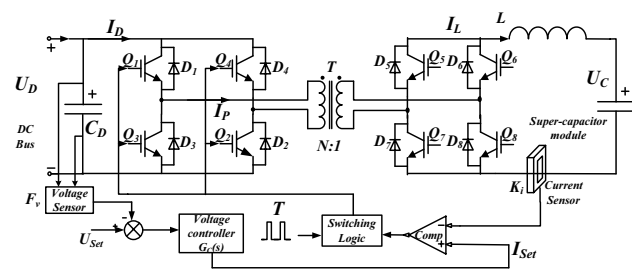 I_D
I_L
L
+
Q_1
D_1
Q_4
D_4
T
D_5
Q_5
D_6
Q_6
U_D
+
U_C
+
I_P
DC
Bus
C_D
Q_3
D_3
Q_2
D_2
N:1
D_7
Q_7
D_8
Q_8
Super-capacitor
module
−
F_v
Voltage
Sensor
K_i
Current
Sensor
T
U_Set
+
-
Voltage
controller
G_C(s)
Switching
Logic
Comp
−
+
I_Set